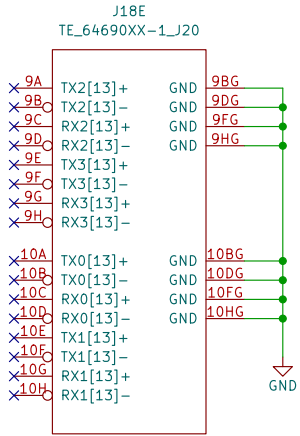 J18E
TE_64690XX-1_J20
9A TX2[13]+ GND 9BG
9B TX2[13]- GND 9DG
9C RX2[13]+ GND 9FG
9D RX2[13]- GND 9HG
9E TX3[13]+
9F TX3[13]-
9G RX3[13]+
9H RX3[13]-
10A TX0[13]+ GND 10BG
10B TX0[13]- GND 10DG
10C RX0[13]+ GND 10FG
10D RX0[13]- GND 10HG
10E TX1[13]+
10F TX1[13]-
10G RX1[13]+
10H RX1[13]-
GND